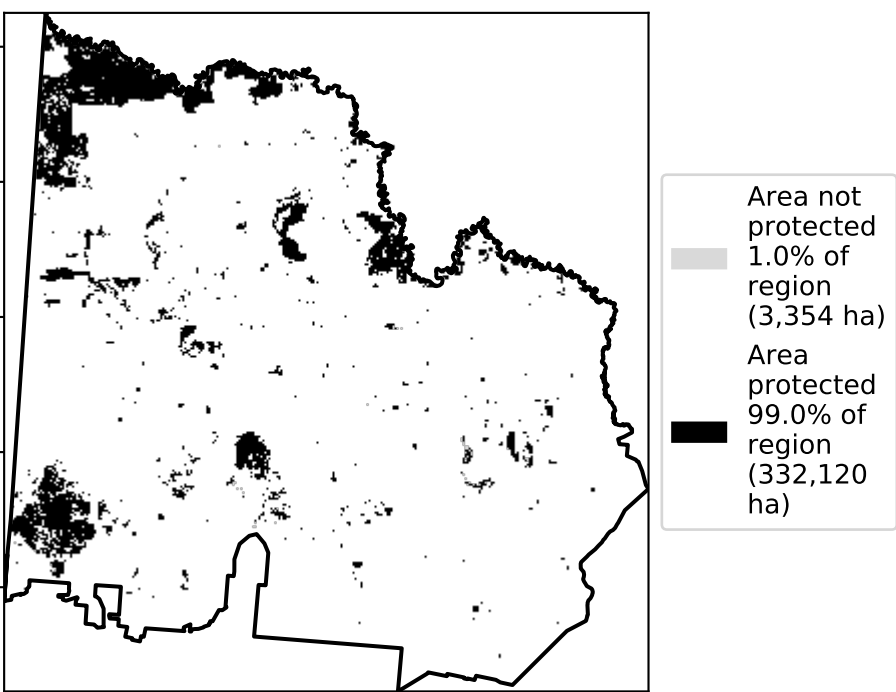 Area not
protected
1.0% of
region
(3,354 ha)
Area
protected
99.0% of
region
(332,120
ha)